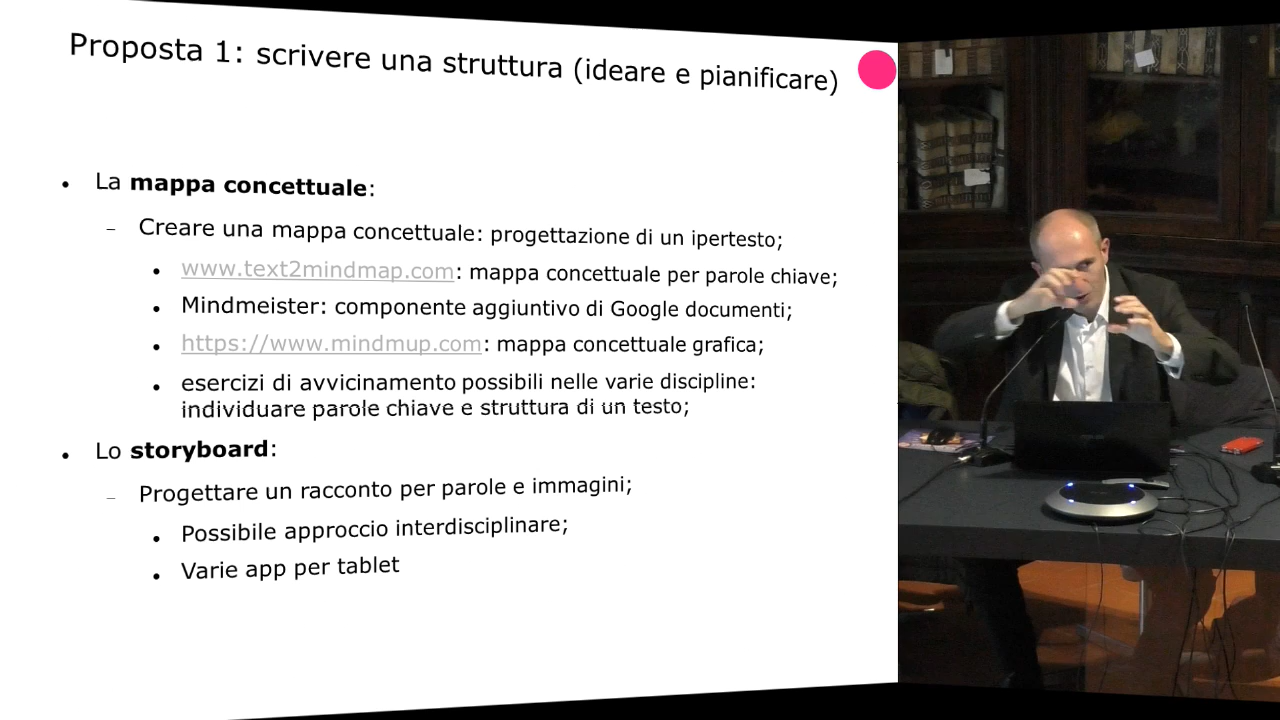 Proposta 1: scrivere una struttura (ideare e pianificare)
La mappa concettuale:
Creare una mappa concettuale: progettazione di un ipertesto;
www.text2mindmap.com: mappa concettuale per parole chiave;
Mindmeister: componente aggiuntivo di Google documenti;
https://www.mindmup.com: mappa concettuale grafica;
esercizi di avvicinamento possibili nelle varie discipline:
individuare parole chiave e struttura di un testo;
Lo storyboard:
Progettare un racconto per parole e immagini;
Possibile approccio interdisciplinare;
Varie app per tablet